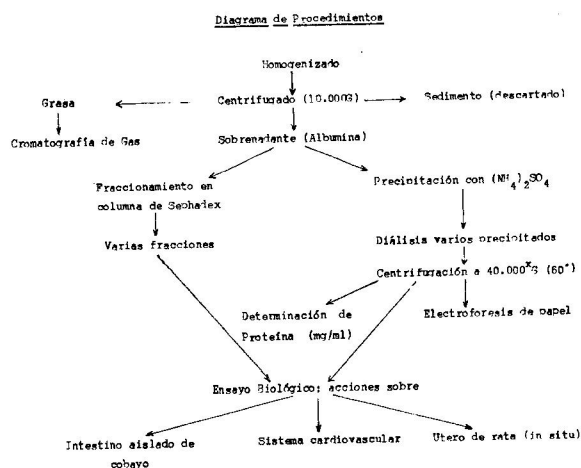 Diagrama de Procedimientos
Homogenizado
Grasa
Centrifugado (10.000G)
Sedimento (descartado)
Cromatografía de Gas
Sobrenadante (Albumina)
Fraccionamiento en
columna de Sephadex
Precipitación con (NH4)2SO4
Varias fracciones
Diálisis varios precipitados
Centrifugación a 40.000xG (60')
Determinación de
Proteína (mg/ml)
Electroforesis de papel
Ensayo Biológico: acciones sobre
Intestino aislado de
cobayo
Sistema cardiovascular
Utero de rata (in situ)